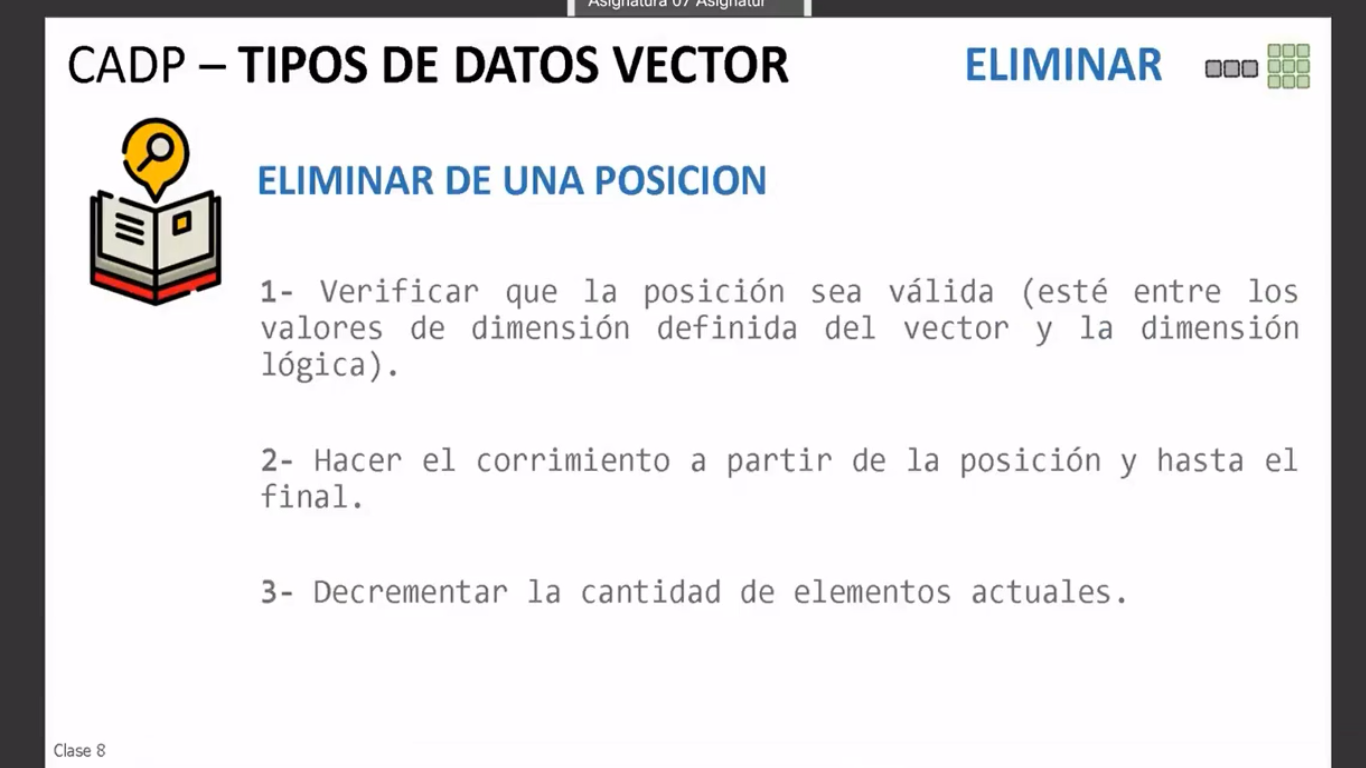 Asignatura 07 Asignatur
CADP – TIPOS DE DATOS VECTOR
ELIMINAR
ELIMINAR DE UNA POSICION
1- Verificar que la posición sea válida (esté entre los
valores de dimensión definida del vector y la dimensión
lógica).
2- Hacer el corrimiento a partir de la posición y hasta el
final.
3- Decrementar la cantidad de elementos actuales.
Clase 8